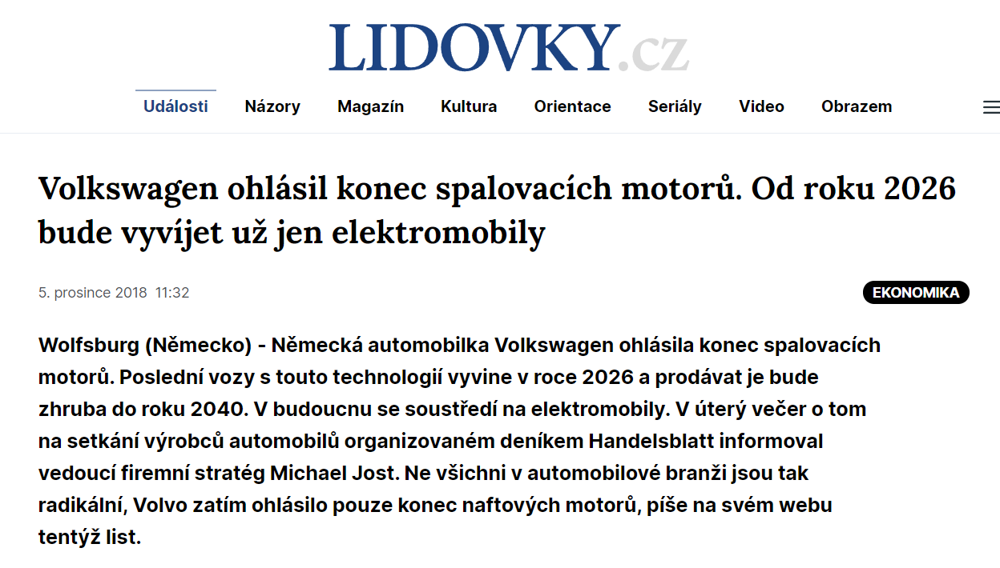 LIDOVKY.cz
Události Názory Magazín Kultura Orientace Seriály Video Obrazem
Volkswagen ohlásil konec spalovacích motorů. Od roku 2026
bude vyvíjet už jen elektromobily
5. prosince 2018 11:32
EKONOMIKA
Wolfsburg (Německo) - Německá automobilka Volkswagen ohlásila konec spalovacích
motorů. Poslední vozy s touto technologií vyvine v roce 2026 a prodávat je bude
zhruba do roku 2040. V budoucnu se soustředí na elektromobily. V úterý večer o tom
na setkání výrobců automobilů organizovaném deníkem Handelsblatt informoval
vedoucí firemní stratég Michael Jost. Ne všichni v automobilové branži jsou tak
radikální, Volvo zatím ohlásilo pouze konec naftových motorů, píše na svém webu
tentýž list.